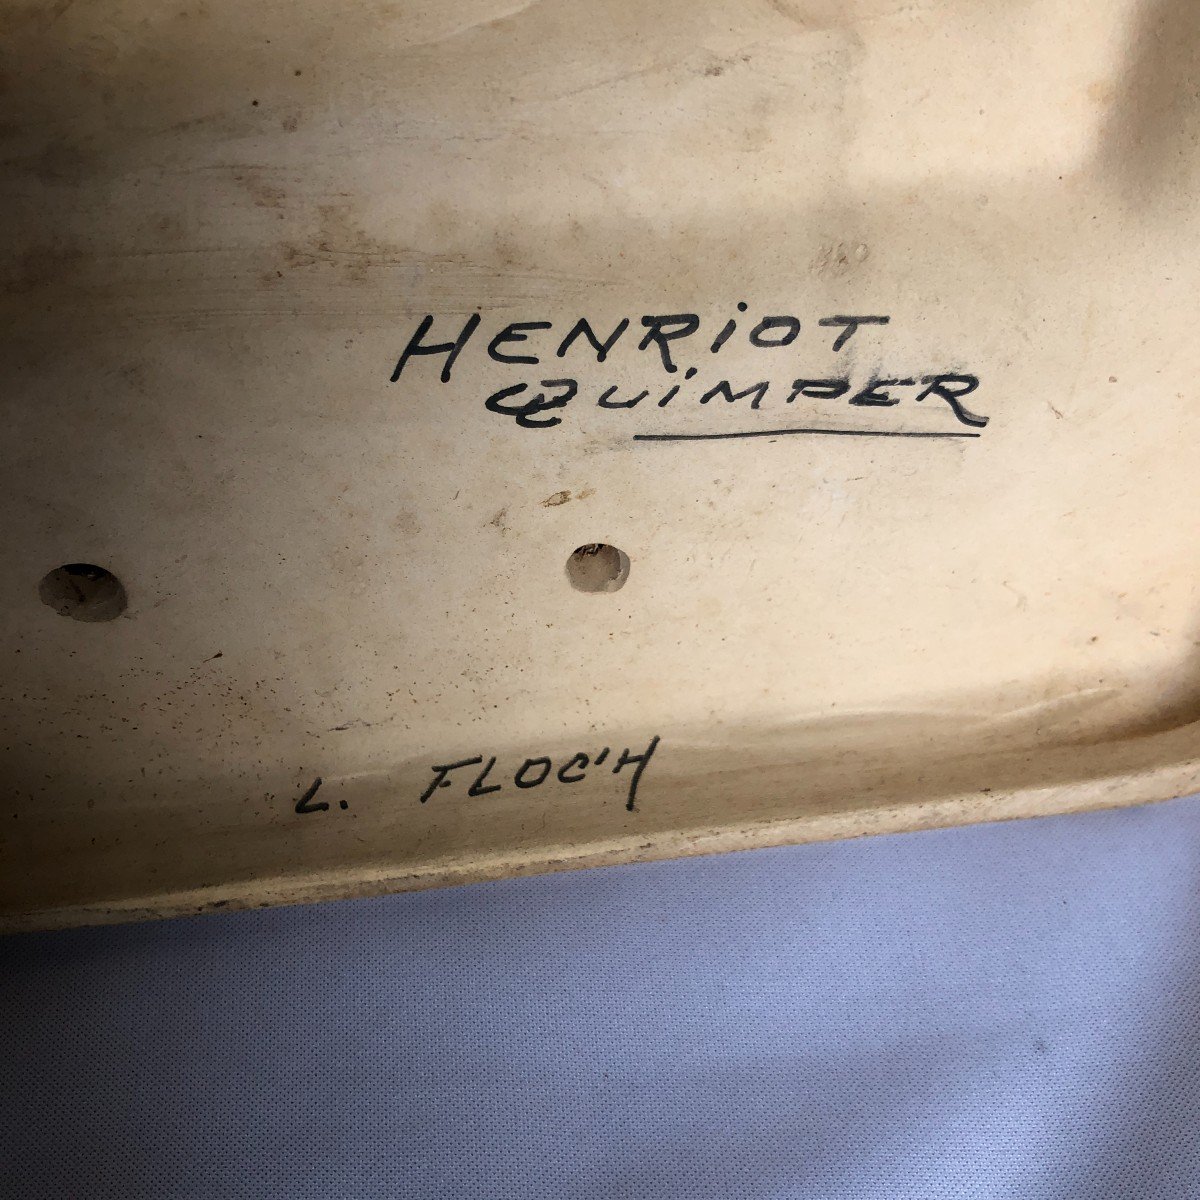 HENRiOT
QUiMPER
L. FLOC'H